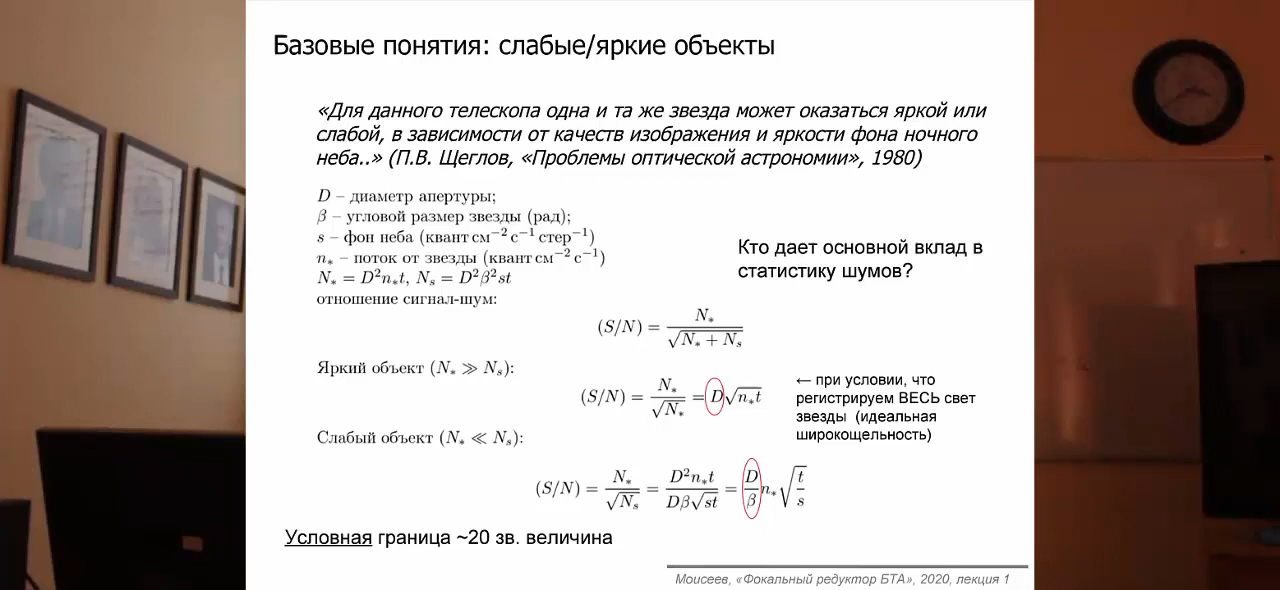 Базовые понятия: слабые/яркие объекты
«Для данного телескопа одна и та же звезда может оказаться яркой или
слабой, в зависимости от качеств изображения и яркости фона ночного
неба..» (П.В. Щеглов, «Проблемы оптической астрономии», 1980)
D – диаметр апертуры;
β – угловой размер звезды (рад);
s – фон неба (квант см⁻² с⁻¹ стер⁻¹)
n* – поток от звезды (квант см⁻² с⁻¹)
N* = D²n*t, Nₛ = D²β²st
отношение сигнал-шум:
Кто дает основной вклад в
статистику шумов?
(S/N) = N* / √(N* + Nₛ)
Яркий объект (N* ≫ Nₛ):
(S/N) = N* / √N* = D√(n*t)
← при условии, что
регистрируем ВЕСЬ свет
звезды (идеальная
широкощельность)
Слабый объект (N* ≪ Nₛ):
(S/N) = N* / √Nₛ = D²n*t / Dβ√(st) = D/β n* √(t/s)
Условная граница ~20 зв. величина
Моисеев, «Фокальный редуктор БТА», 2020, лекция 1